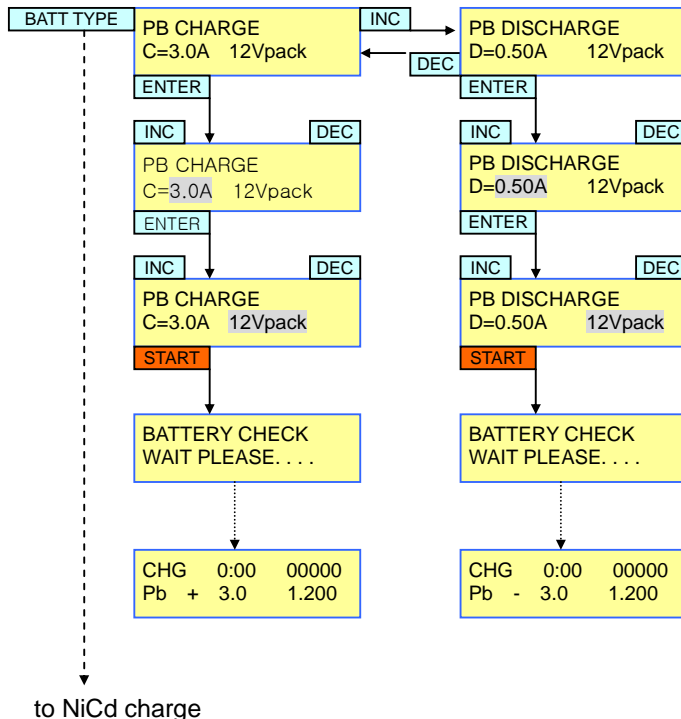 BATT TYPE
PB CHARGE
C=3.0A 12Vpack
INC
DEC
PB DISCHARGE
D=0.50A 12Vpack
ENTER
ENTER
INC
DEC
PB CHARGE
C=3.0A 12Vpack
ENTER
INC
DEC
PB DISCHARGE
D=0.50A 12Vpack
ENTER
INC
DEC
PB CHARGE
C=3.0A 12Vpack
START
INC
DEC
PB DISCHARGE
D=0.50A 12Vpack
START
BATTERY CHECK
WAIT PLEASE. . . .
BATTERY CHECK
WAIT PLEASE. . . .
CHG 0:00 00000
Pb + 3.0 1.200
CHG 0:00 00000
Pb - 3.0 1.200
to NiCd charge